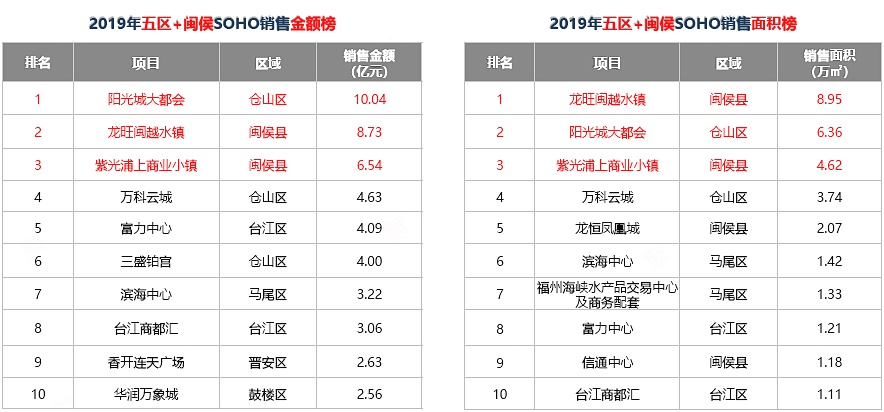 2019年五区+闽侯SOHO销售金额榜
排名 项目 区域 销售金额
(亿元)
1 阳光城大都会 仓山区 10.04
2 龙旺闽越水镇 闽侯县 8.73
3 紫光浦上商业小镇 闽侯县 6.54
4 万科云城 仓山区 4.63
5 富力中心 台江区 4.09
6 三盛铂宫 仓山区 4.00
7 滨海中心 马尾区 3.22
8 台江商都汇 台江区 3.06
9 香开连天广场 晋安区 2.63
10 华润万象城 鼓楼区 2.56
2019年五区+闽侯SOHO销售面积榜
排名 项目 区域 销售面积
(万㎡)
1 龙旺闽越水镇 闽侯县 8.95
2 阳光城大都会 仓山区 6.36
3 紫光浦上商业小镇 闽侯县 4.62
4 万科云城 仓山区 3.74
5 龙恒凤凰城 闽侯县 2.07
6 滨海中心 马尾区 1.42
7 福州海峡水产品交易中心
及商务配套 马尾区 1.33
8 富力中心 台江区 1.21
9 信通中心 闽侯县 1.18
10 台江商都汇 台江区 1.11